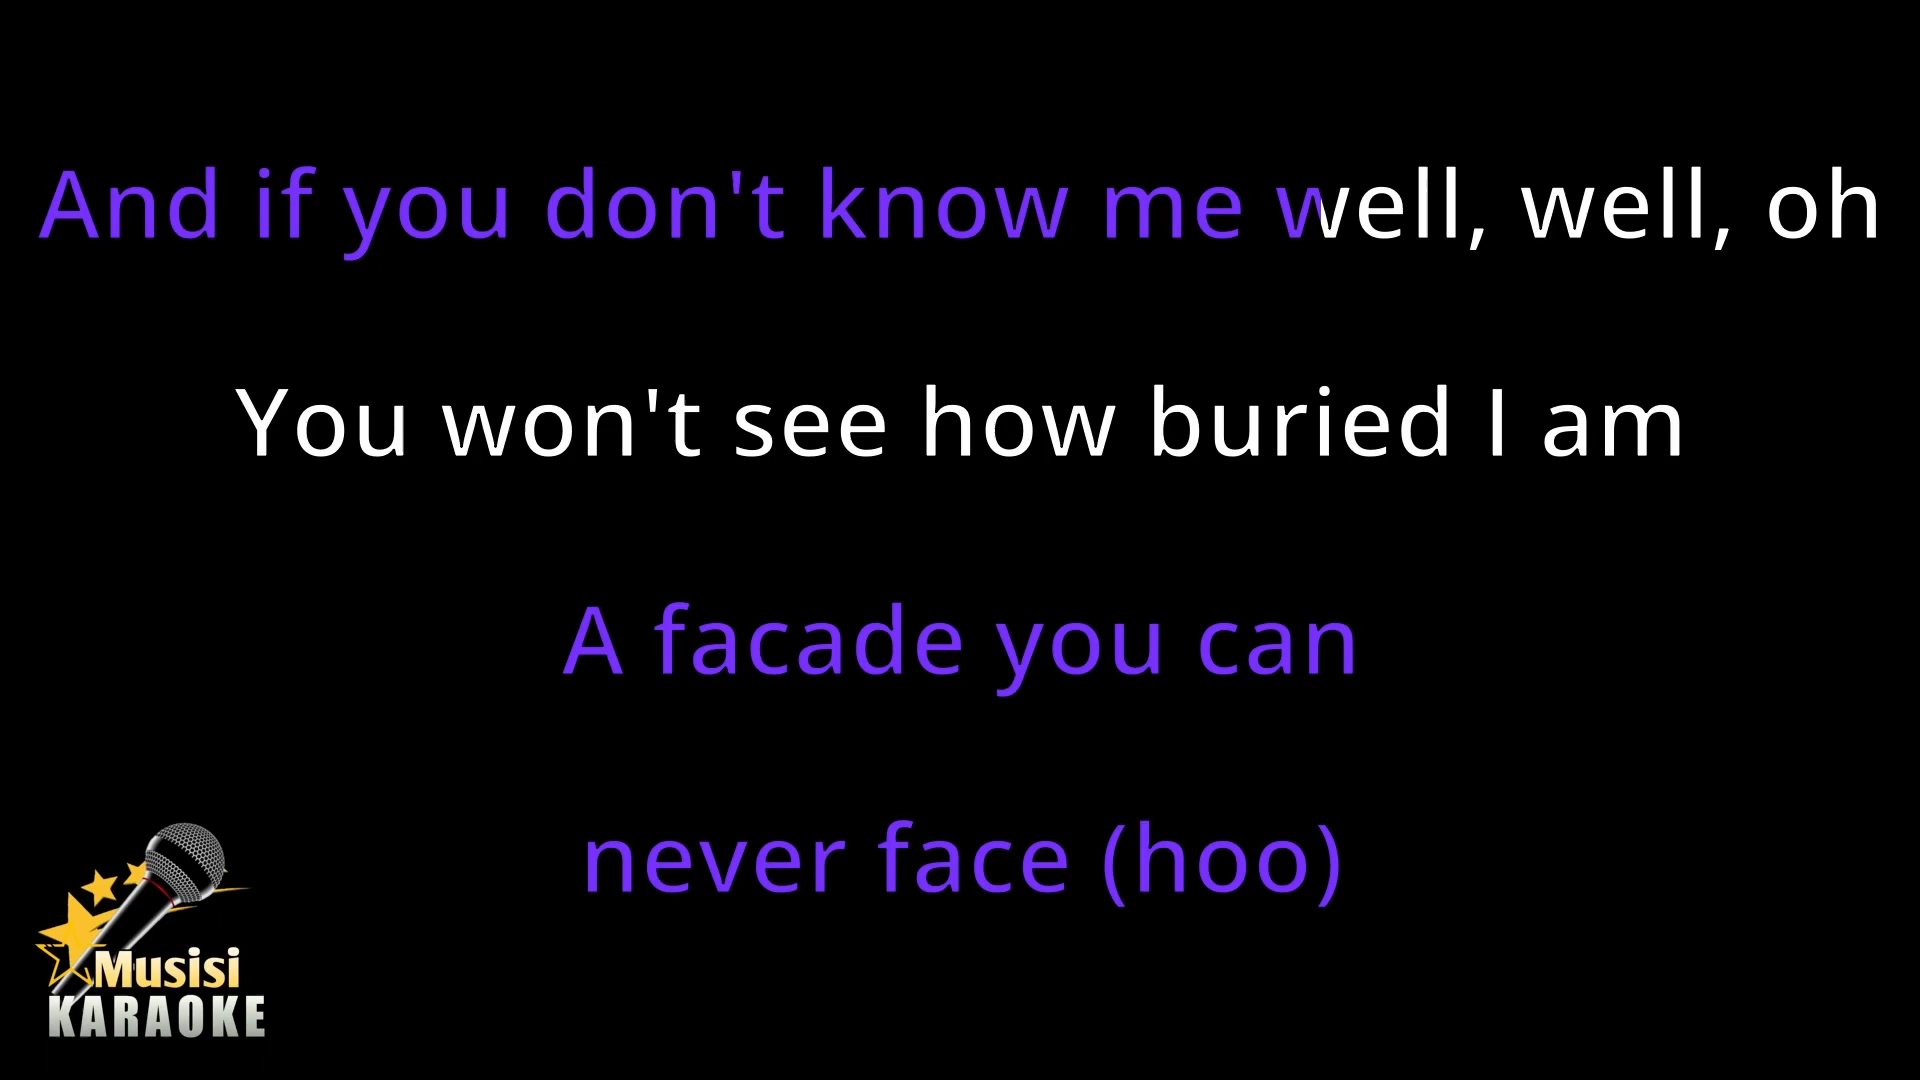 And if you don't know me well, well, oh
You won't see how buried I am
A facade you can
never face (hoo)
Musisi
KARAOKE